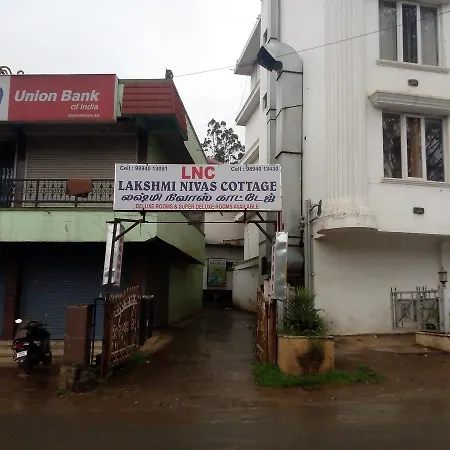 Union Bank
of India
LNC
Cell : 98940 13091
Cell : 98940 13430
LAKSHMI NIVAS COTTAGE
லஷ்மி நிவாஸ் காட்டேஜ்
DELUXE ROOMS & SUPER DELUXE ROOMS AVAILABLE